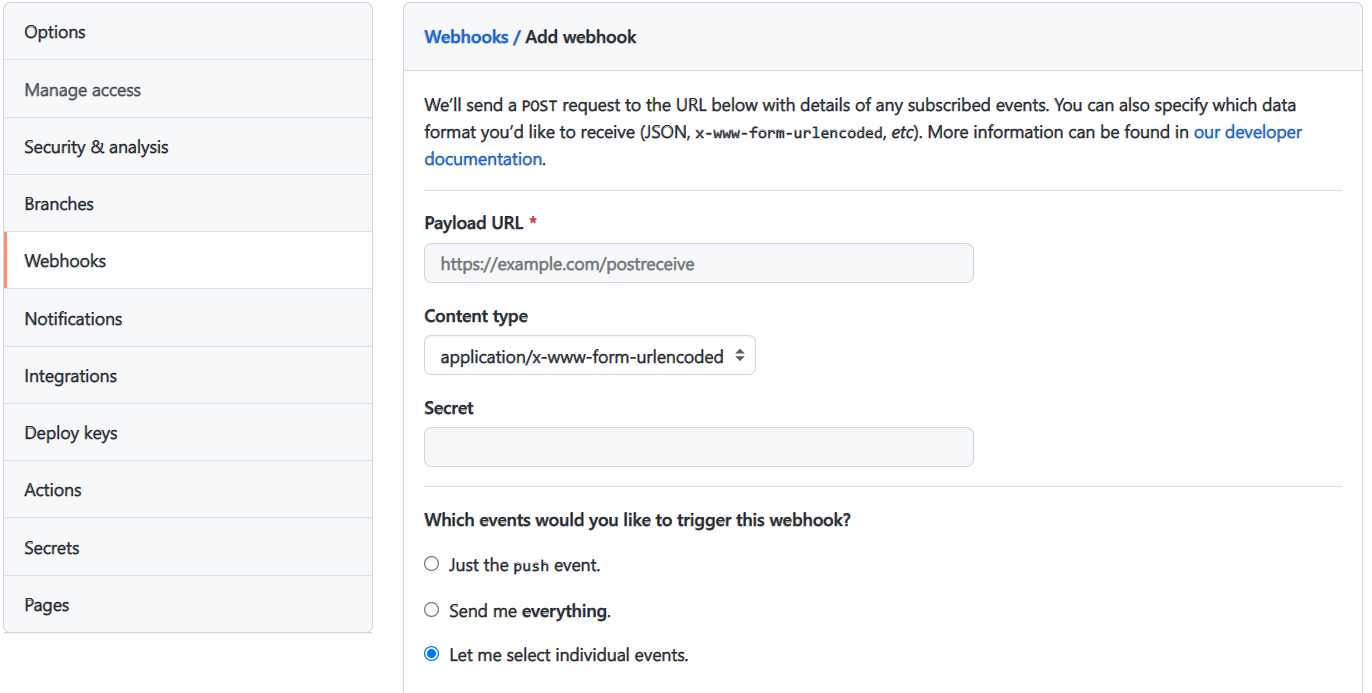 Options
Manage access
Security & analysis
Branches
Webhooks
Notifications
Integrations
Deploy keys
Actions
Secrets
Pages
Webhooks / Add webhook
We’ll send a POST request to the URL below with details of any subscribed events. You can also specify which data
format you’d like to receive (JSON, x-www-form-urlencoded, etc). More information can be found in our developer
documentation.
Payload URL *
https://example.com/postreceive
Content type
application/x-www-form-urlencoded
Secret
Which events would you like to trigger this webhook?
Just the push event.
Send me everything.
Let me select individual events.